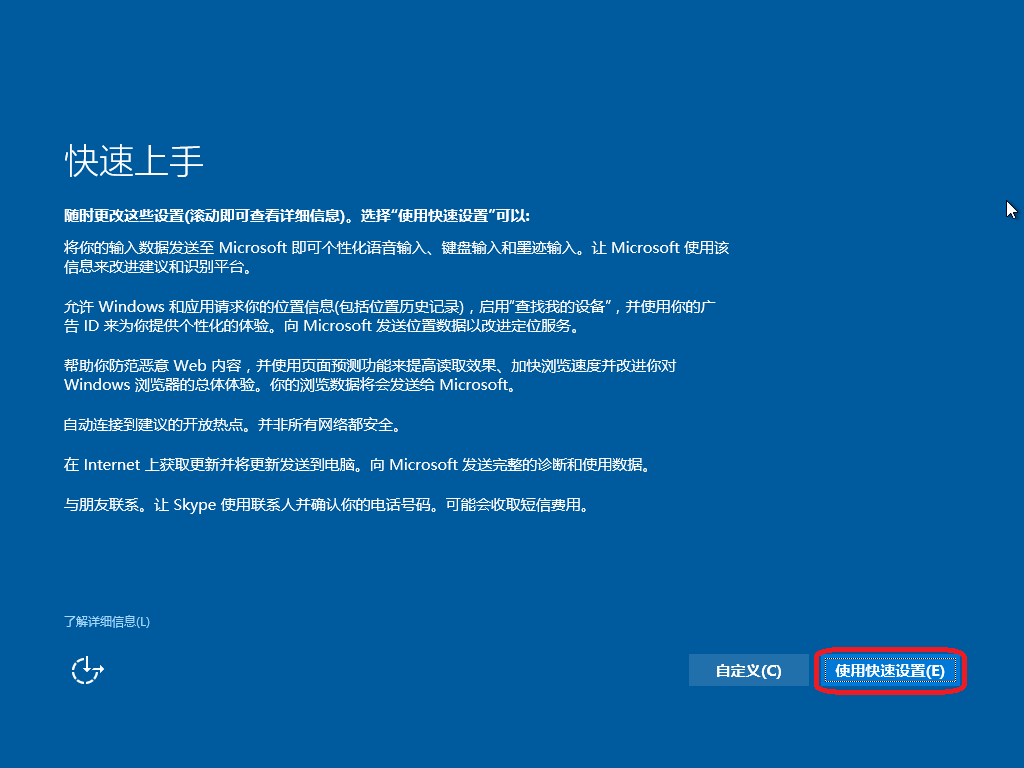 快速上手
随时更改这些设置(滚动即可查看详细信息)。选择“使用快速设置”可以:
将你的输入数据发送至 Microsoft 即可个性化语音输入、键盘输入和墨迹输入。让 Microsoft 使用该
信息来改进建议和识别平台。
允许 Windows 和应用请求你的位置信息(包括位置历史记录)，启用“查找我的设备”，并使用你的广
告 ID 来为你提供个性化的体验。向 Microsoft 发送位置数据以改进定位服务。
帮助你防范恶意 Web 内容，并使用页面预测功能来提高读取效果、加快浏览速度并改进你对
Windows 浏览器的总体体验。你的浏览数据将会发送给 Microsoft。
自动连接到建议的开放热点。并非所有网络都安全。
在 Internet 上获取更新并将更新发送到电脑。向 Microsoft 发送完整的诊断和使用数据。
与朋友联系。让 Skype 使用联系人并确认你的电话号码。可能会收取短信费用。
了解详细信息(L)
自定义(C)
使用快速设置(E)